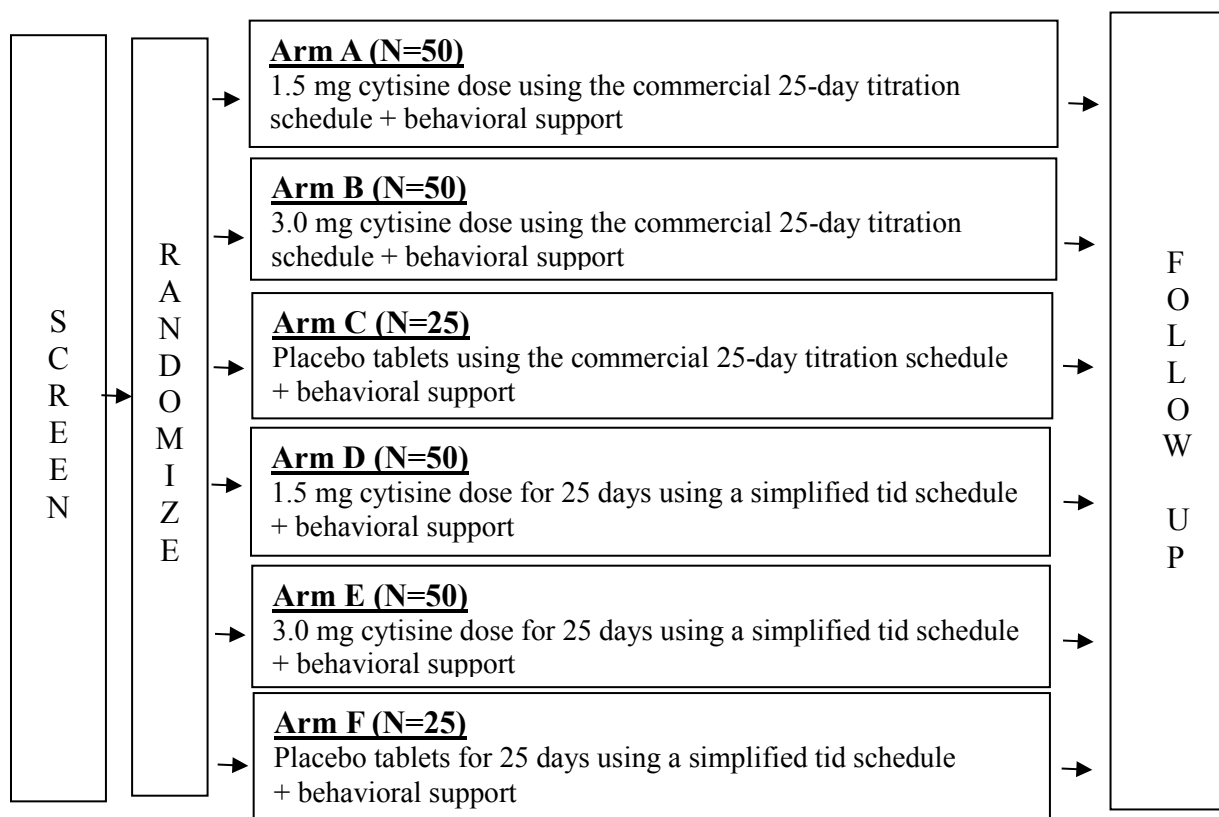 SCREEN
RANDOMIZE
Arm A (N=50)
1.5 mg cytisine dose using the commercial 25-day titration
schedule + behavioral support
Arm B (N=50)
3.0 mg cytisine dose using the commercial 25-day titration
schedule + behavioral support
Arm C (N=25)
Placebo tablets using the commercial 25-day titration schedule
+ behavioral support
Arm D (N=50)
1.5 mg cytisine dose for 25 days using a simplified tid schedule
+ behavioral support
Arm E (N=50)
3.0 mg cytisine dose for 25 days using a simplified tid schedule
+ behavioral support
Arm F (N=25)
Placebo tablets for 25 days using a simplified tid schedule
+ behavioral support
FOLLOW UP